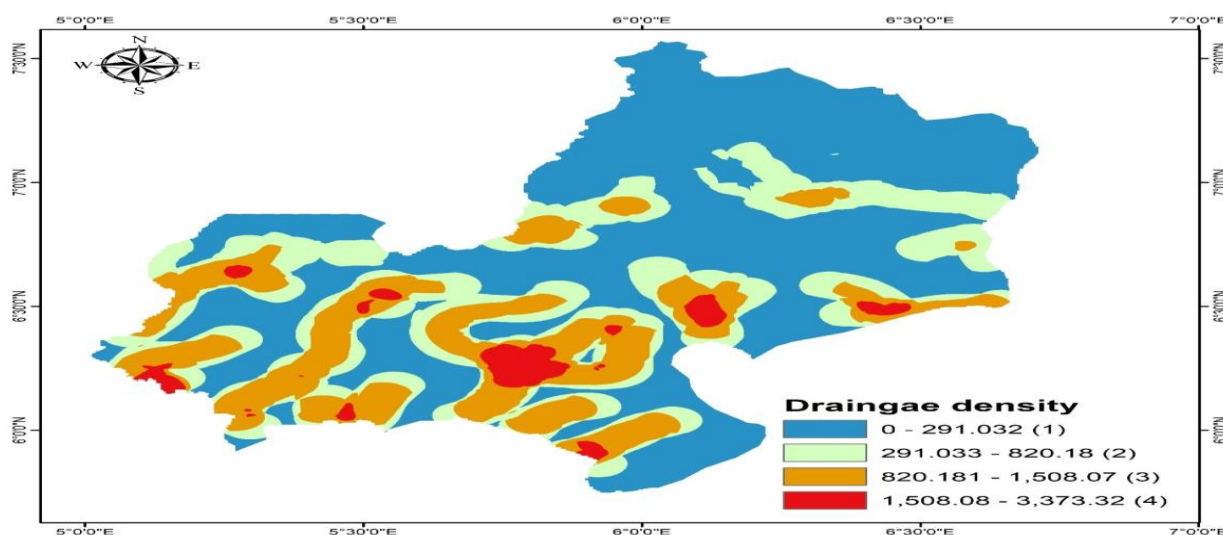 5°0'0"E 5°30'0"E 6°0'0"E 6°30'0"E 7°0'0"E
7°30'0"N 7°30'0"N
N
W E
S
7°0'0"N 7°0'0"N
6°30'0"N 6°30'0"N
6°0'0"N 6°0'0"N
Draingae density
0 - 291.032 (1)
291.033 - 820.18 (2)
820.181 - 1,508.07 (3)
1,508.08 - 3,373.32 (4)
5°0'0"E 5°30'0"E 6°0'0"E 6°30'0"E 7°0'0"E